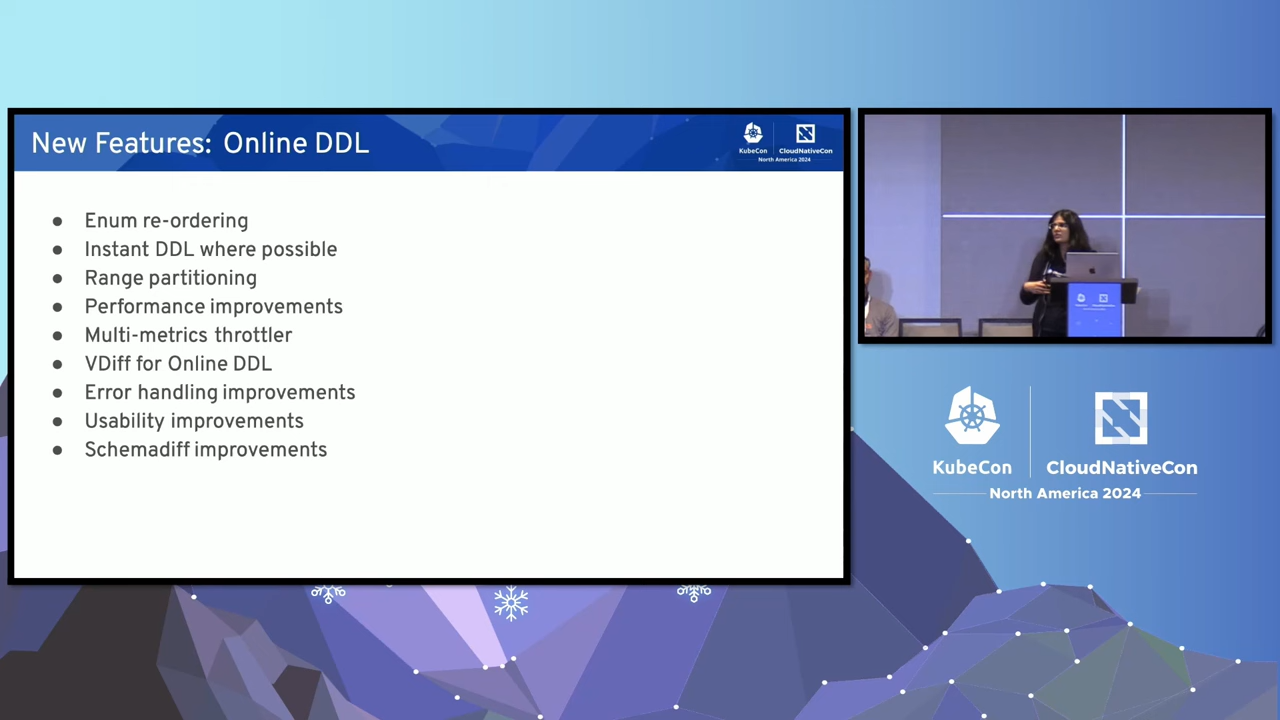 New Features: Online DDL
KubeCon
CloudNativeCon
North America 2024
● Enum re-ordering
● Instant DDL where possible
● Range partitioning
● Performance improvements
● Multi-metrics throttler
● VDiff for Online DDL
● Error handling improvements
● Usability improvements
● Schemadiff improvements
KubeCon
CloudNativeCon
North America 2024